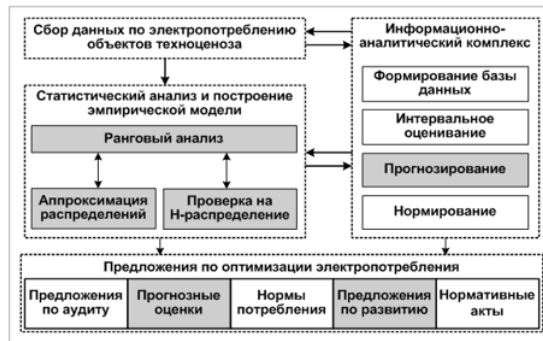 Сбор данных по электропотреблению
объектов техноценоза
Статистический анализ и построение
эмпирической модели
Ранговый анализ
Аппроксимация
распределений
Проверка на
Н-распределение
Информационно-
аналитический комплекс
Формирование базы
данных
Интервальное
оценивание
Прогнозирование
Нормирование
Предложения по оптимизации электропотребления
Предложения
по аудиту
Прогнозные
оценки
Нормы
потребления
Предложения
по развитию
Нормативные
акты